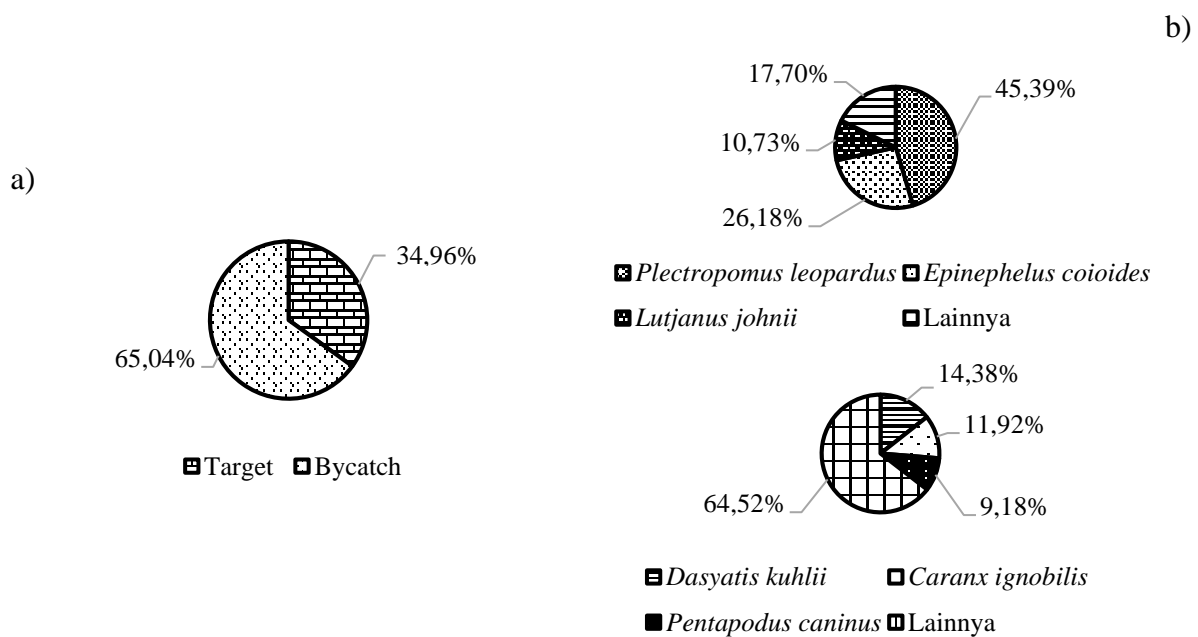 a)
34,96%
65,04%
Target Bycatch
b)
17,70%
45,39%
10,73%
26,18%
Plectropomus leopardus Epinephelus coioides
Lutjanus johnii Lainnya
14,38%
11,92%
64,52%
9,18%
Dasyatis kuhlii Caranx ignobilis
Pentapodus caninus Lainnya